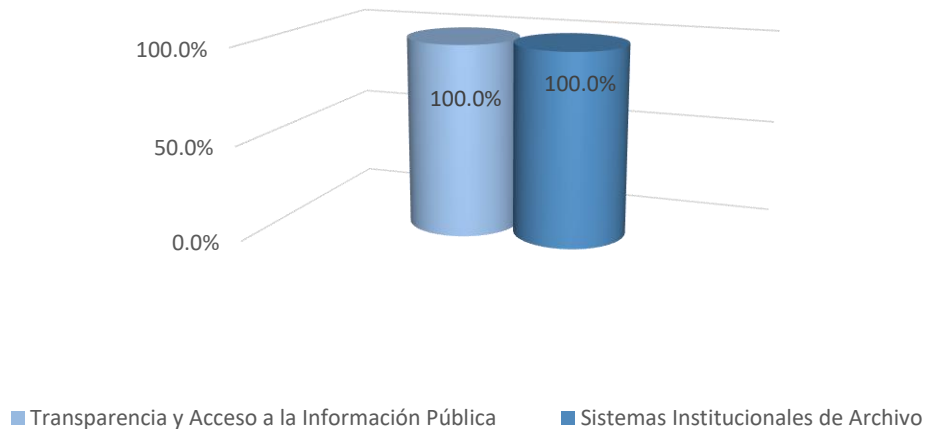 100.0%
100.0%
100.0%
50.0%
0.0%
Transparencia y Acceso a la Información Pública
Sistemas Institucionales de Archivo